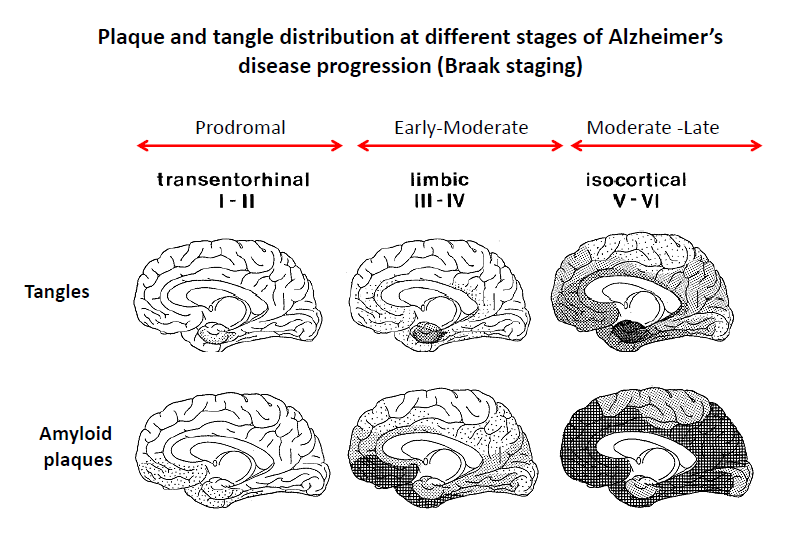 Plaque and tangle distribution at different stages of Alzheimer's
disease progression (Braak staging)
Prodromal
Early-Moderate
Moderate -Late
transentorhinal
I - II
limbic
III - IV
isocortical
V - VI
Tangles
Amyloid
plaques